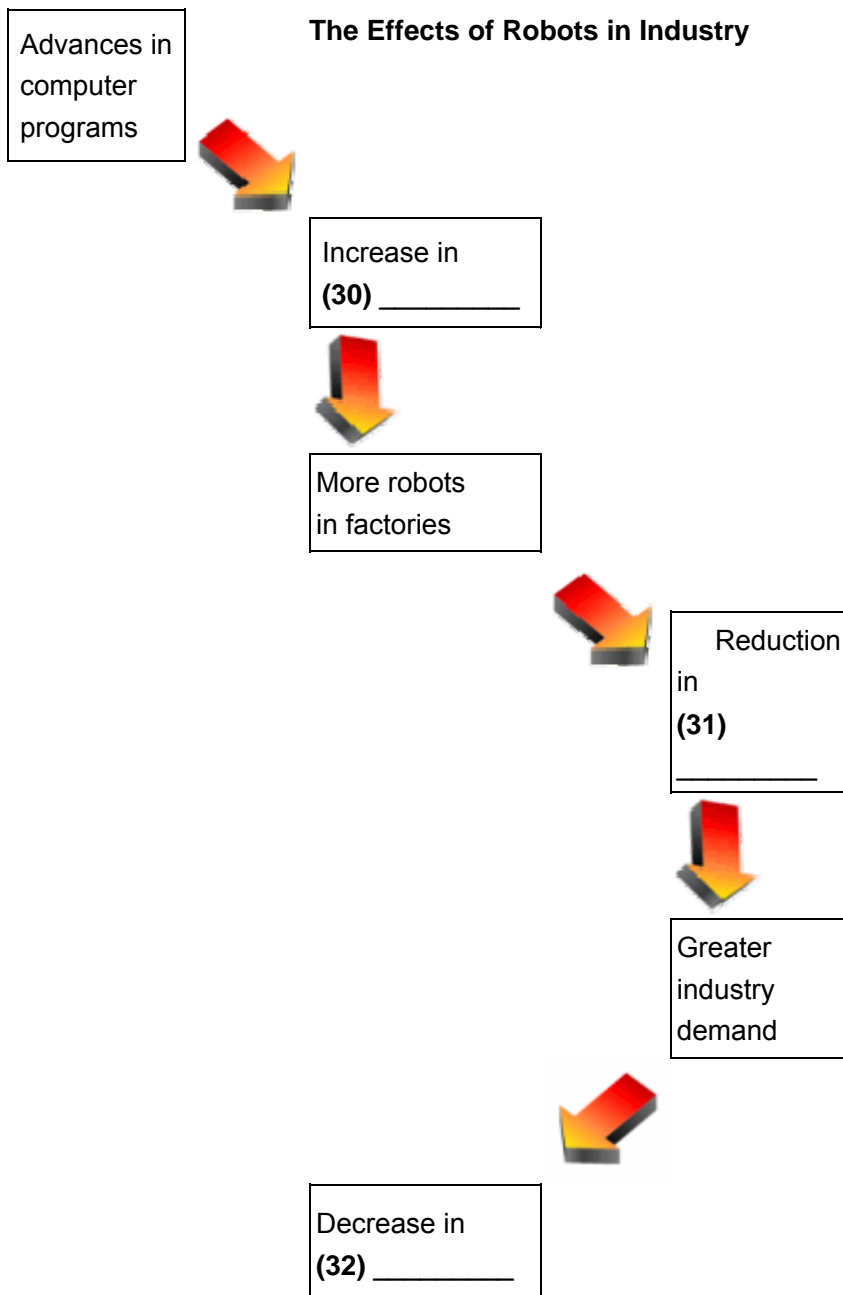 The Effects of Robots in Industry
Advances in
computer
programs
Increase in
(30) _________
More robots
in factories
Reduction
in
(31)
_________
Greater
industry
demand
Decrease in
(32) _________